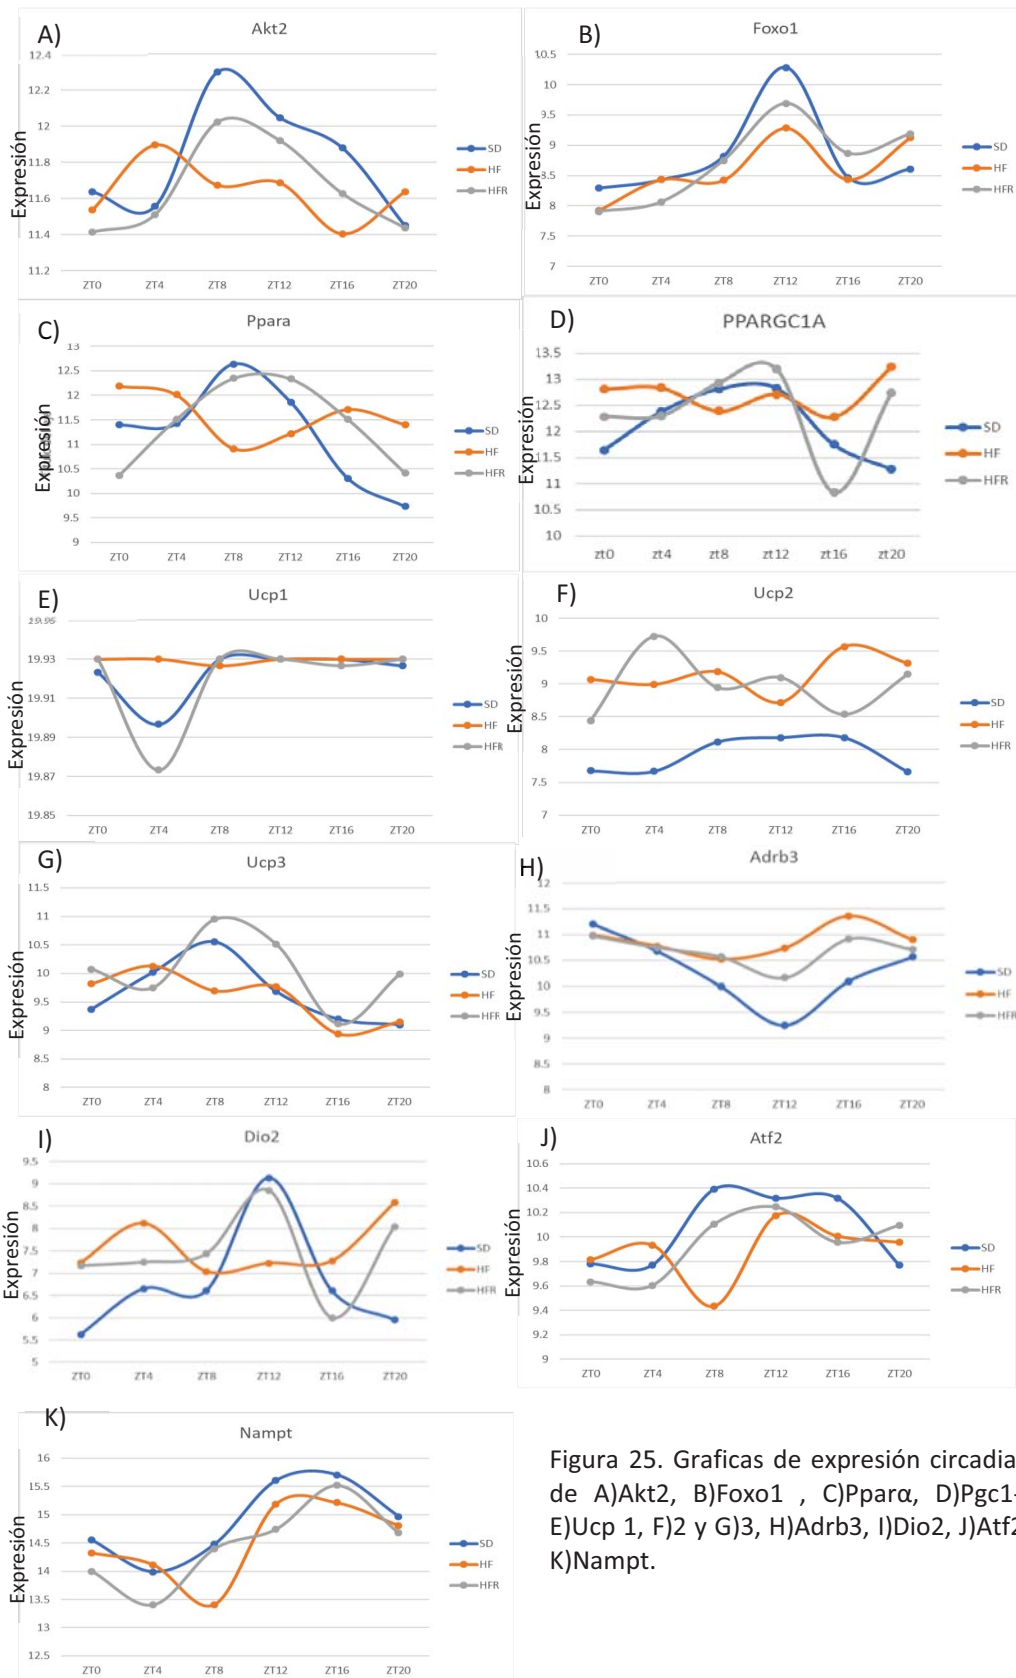 A)
Akt2
Expresión
12.4
12.2
12
11.8
11.6
11.4
11.2
ZT0 ZT4 ZT8 ZT12 ZT16 ZT20
SD
HF
HFR
B)
Foxo1
Expresión
10.5
10
9.5
9
8.5
8
7.5
7
ZT0 ZT4 ZT8 ZT12 ZT16 ZT20
SD
HF
HFR
C)
Ppara
Expresión
13
12.5
12
11.5
11
10.5
10
9.5
9
ZT0 ZT4 ZT8 ZT12 ZT16 ZT20
SD
HF
HFR
D)
PPARGC1A
Expresión
13.5
13
12.5
12
11.5
11
10.5
10
zt0 zt4 zt8 zt12 zt16 zt20
SD
HF
HFR
E)
Ucp1
Expresión
19.95
19.93
19.91
19.89
19.87
19.85
ZT0 ZT4 ZT8 ZT12 ZT16 ZT20
SD
HF
HFR
F)
Ucp2
Expresión
10
9.5
9
8.5
8
7.5
7
ZT0 ZT4 ZT8 ZT12 ZT16 ZT20
SD
HF
HFR
G)
Ucp3
Expresión
11.5
11
10.5
10
9.5
9
8.5
8
ZT0 ZT4 ZT8 ZT12 ZT16 ZT20
SD
HF
HFR
H)
Adrb3
Expresión
12
11.5
11
10.5
10
9.5
9
8
ZT0 ZT4 ZT8 ZT12 ZT16 ZT20
SD
HF
HFR
I)
Dio2
Expresión
9.5
9
8.5
8
7.5
7
6.5
6
5.5
5
ZT0 ZT4 ZT8 ZT12 ZT16 ZT20
SD
HF
HFR
J)
Atf2
Expresión
10.6
10.4
10.2
10
9.8
9.6
9.4
9.2
9
ZT0 ZT4 ZT8 ZT12 ZT16 ZT20
SD
HF
HFR
K)
Nampt
Expresión
16
15.5
15
14.5
14
13.5
13
12.5
ZT0 ZT4 ZT8 ZT12 ZT16 ZT20
SD
HF
HFR
Figura 25. Graficas de expresión circadia
de A)Akt2, B)Foxo1 , C)Pparα, D)Pgc1-
E)Ucp 1, F)2 y G)3, H)Adrb3, I)Dio2, J)Atf2
K)Nampt.